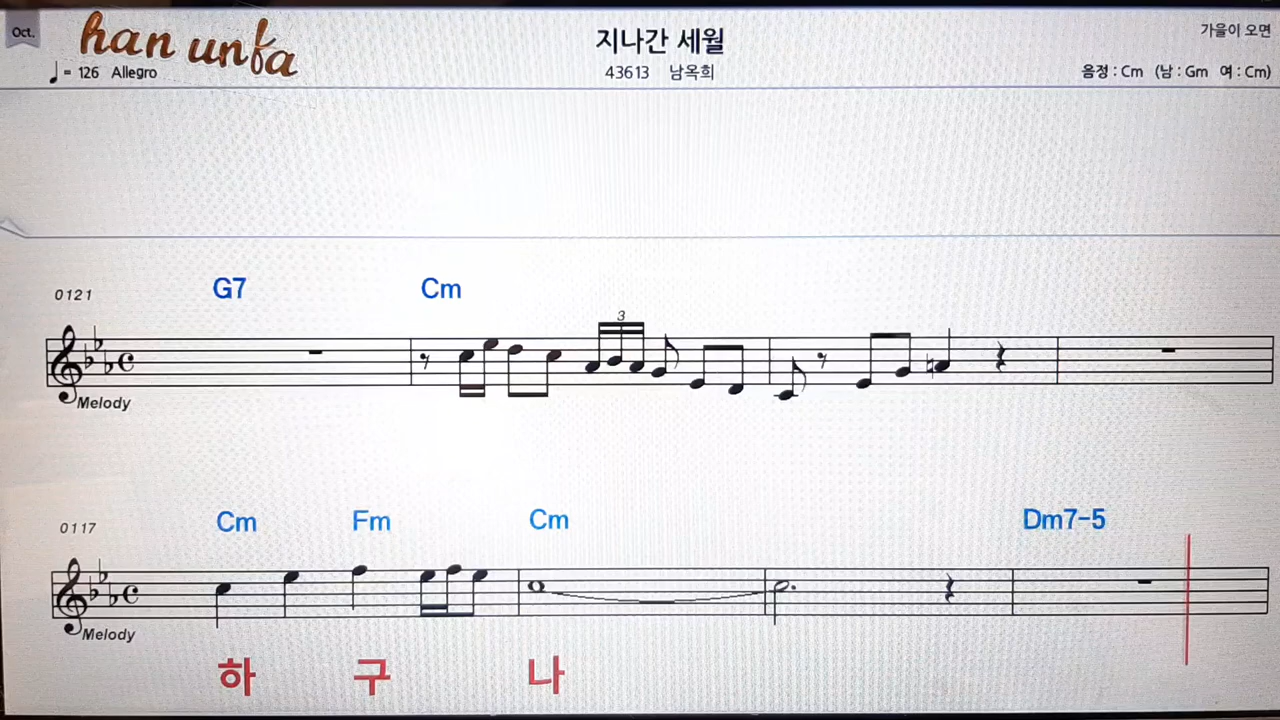 Oct.
han unfa
지나간 세월
가을이 오면
♩= 126 Allegro
43613 남옥희
음정 : Cm (남 : Gm 여 : Cm)
0121
G7 Cm
3
Melody
0117
Cm Fm Cm Dm7-5
Melody
하 구 나